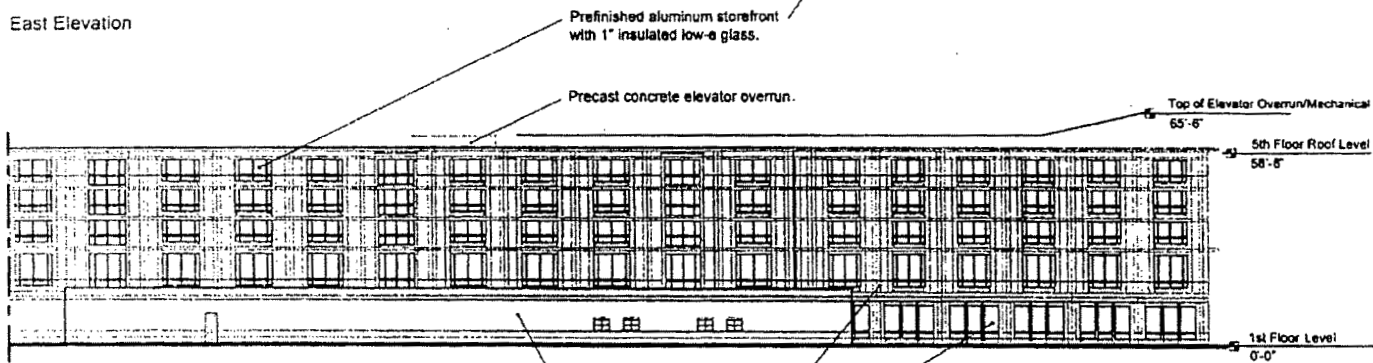 East Elevation
Prefinished aluminum storefront
with 1" insulated low-e glass.
Precast concrete elevator overrun.
Top of Elevator Overrun/Mechanical
65'-6"
5th Floor Roof Level
58'-8"
1st Floor Level
0'-0"